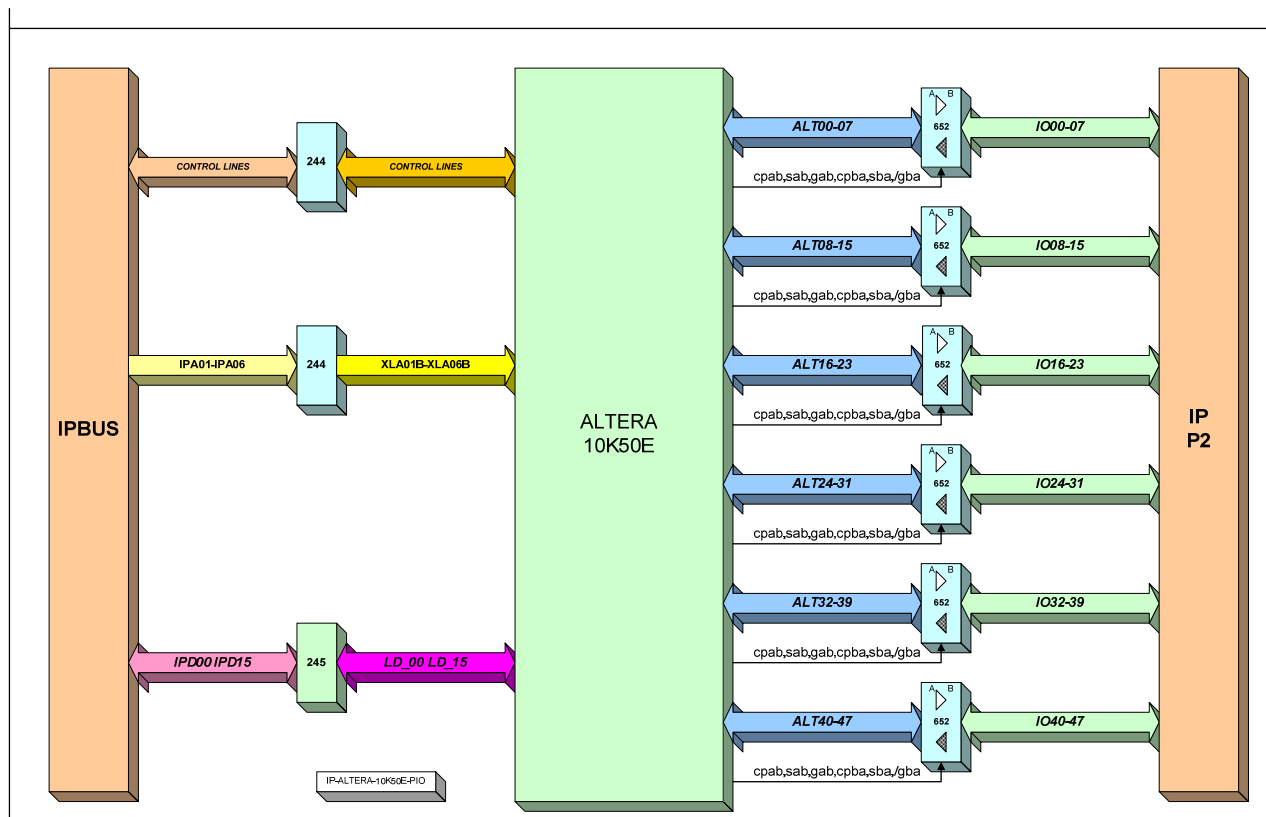 IPBUS
CONTROL LINES
244
CONTROL LINES
IPA01-IPA06
244
XLA01B-XLA06B
IPD00 IPD15
245
LD_00 LD_15
IP-ALTERA-10K50E-PIO
ALTERA
10K50E
ALT00-07
A B
652
IO00-07
cpab,sab,gab,cpba,sba,/gba
ALT08-15
A B
652
IO08-15
cpab,sab,gab,cpba,sba,/gba
ALT16-23
A B
652
IO16-23
cpab,sab,gab,cpba,sba,/gba
ALT24-31
A B
652
IO24-31
cpab,sab,gab,cpba,sba,/gba
ALT32-39
A B
652
IO32-39
cpab,sab,gab,cpba,sba,/gba
ALT40-47
A B
652
IO40-47
cpab,sab,gab,cpba,sba,/gba
IP
P2